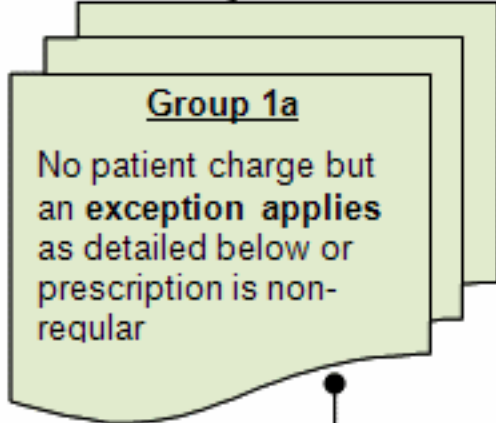 Group 1a
No patient charge but
an exception applies
as detailed below or
prescription is non-
regular